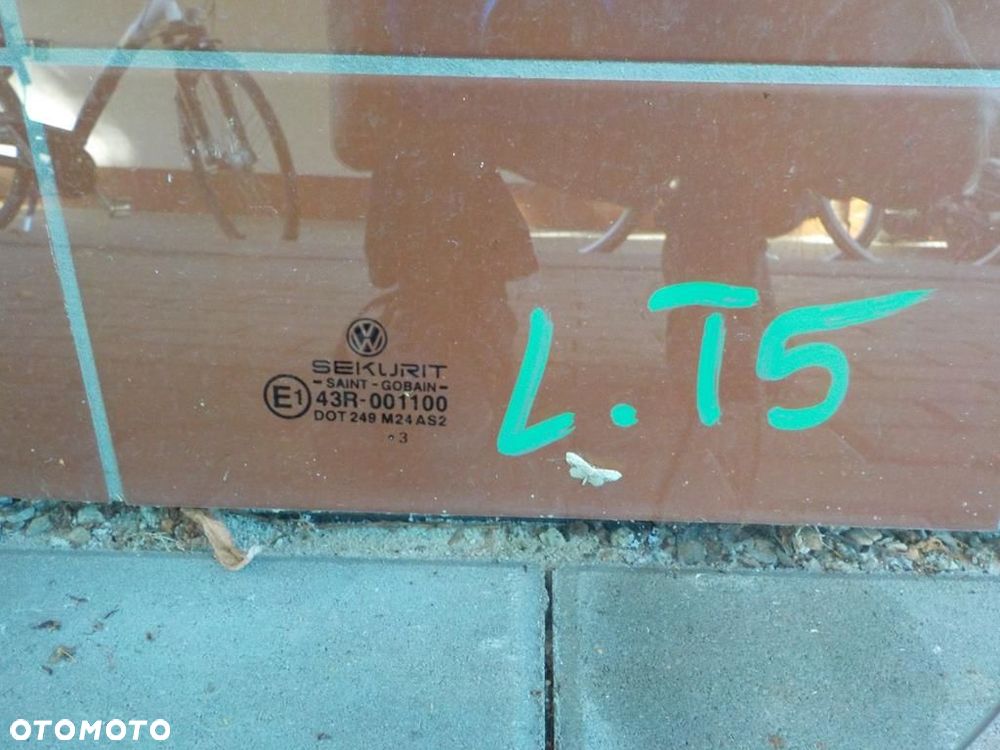 VW
SEKURIT
-SAINT-GOBAIN-
E1 43R-001100
DOT 249 M24 AS2
. 3
L.T5
OTOMOTO